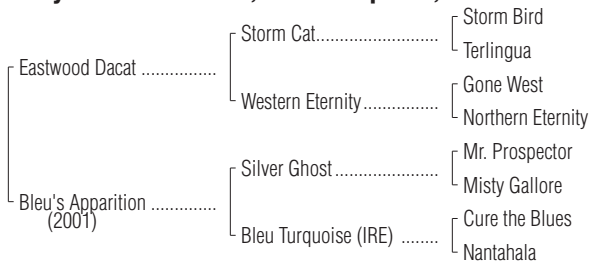 Storm Bird
Storm Cat................................
Terlingua
Eastwood Dacat ................
Gone West
Western Eternity...................
Northern Eternity
Mr. Prospector
Silver Ghost..........................
Misty Gallore
Bleu's Apparition ..............
(2001)
Cure the Blues
Bleu Turquoise (IRE) ........
Nantahala